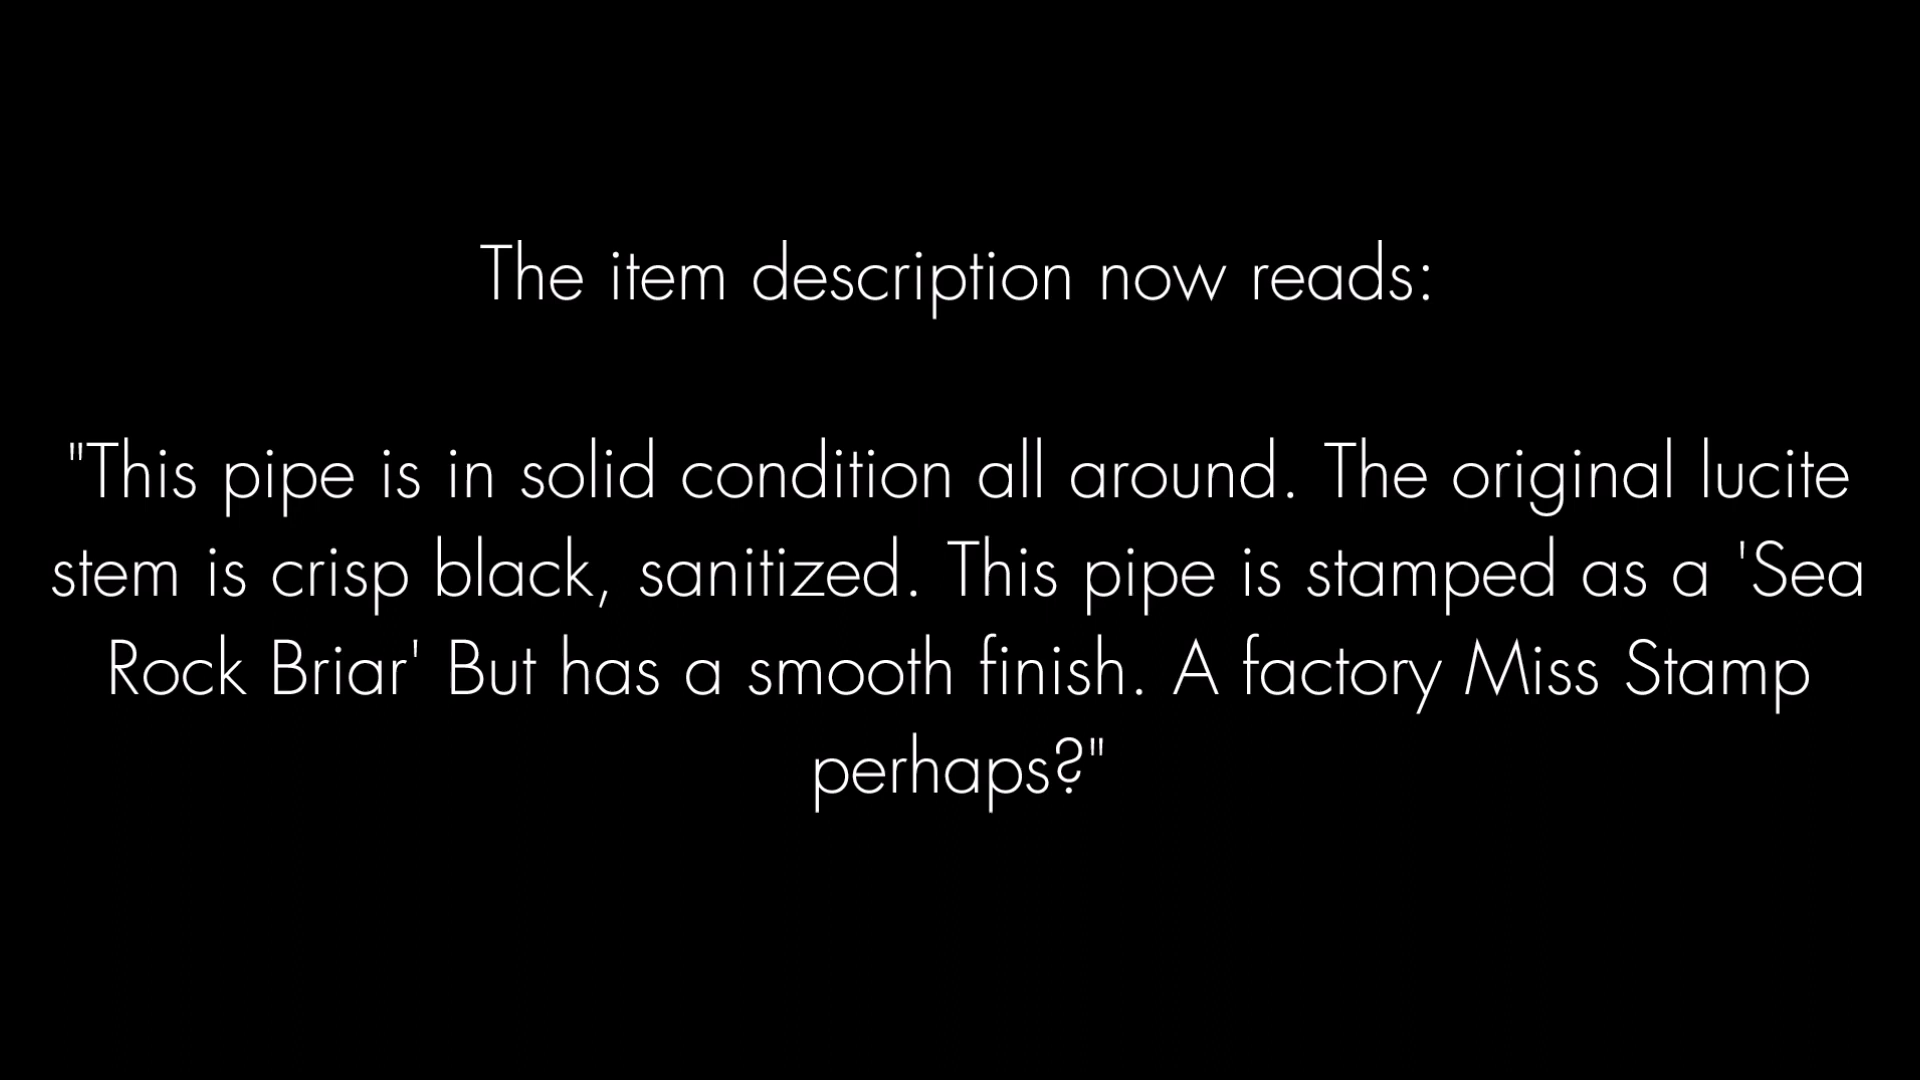 The item description now reads:
"This pipe is in solid condition all around. The original lucite
stem is crisp black, sanitized. This pipe is stamped as a 'Sea
Rock Briar' But has a smooth finish. A factory Miss Stamp
perhaps?"